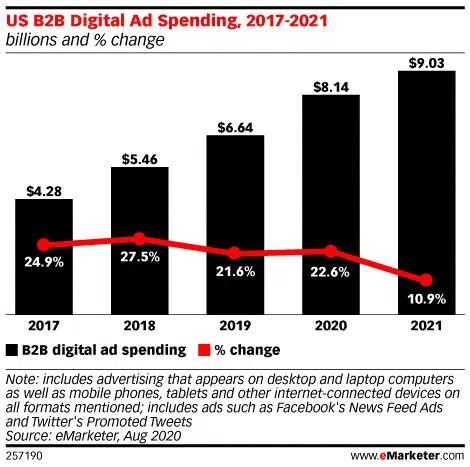 US B2B Digital Ad Spending, 2017-2021
billions and % change
$9.03
$8.14
$6.64
$5.46
$4.28
24.9%
27.5%
21.6%
22.6%
10.9%
2017
2018
2019
2020
2021
B2B digital ad spending
% change
Note: includes advertising that appears on desktop and laptop computers
as well as mobile phones, tablets and other internet-connected devices on
all formats mentioned; includes ads such as Facebook's News Feed Ads
and Twitter's Promoted Tweets
Source: eMarketer, Aug 2020
257190
www.eMarketer.com